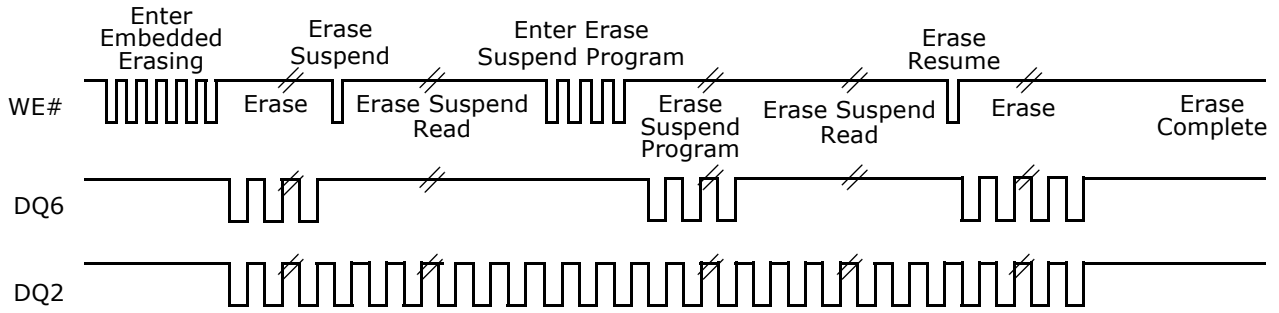 Enter
Embedded
Erasing
Erase
Suspend
Enter Erase
Suspend Program
Erase
Resume
WE#
Erase
Erase Suspend
Read
Erase
Suspend
Program
Erase Suspend
Read
Erase
Erase
Complete
DQ6
DQ2